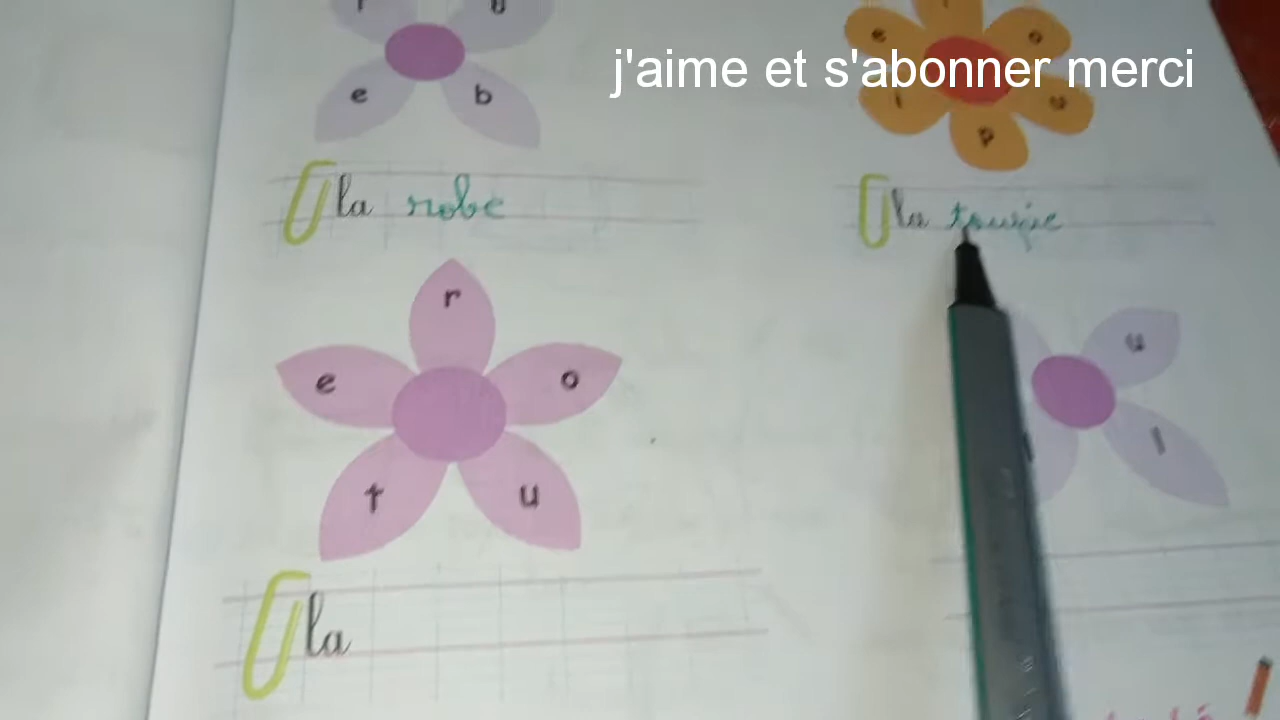 j'aime et s'abonner merci
e b
e o
la robe
la toupie
r
e o
t u
la
u
l